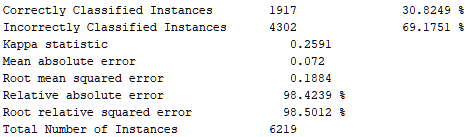 Correctly Classified Instances 1917 30.8249 %
Incorrectly Classified Instances 4302 69.1751 %
Kappa statistic 0.2591
Mean absolute error 0.072
Root mean squared error 0.1884
Relative absolute error 98.4239 %
Root relative squared error 98.5012 %
Total Number of Instances 6219